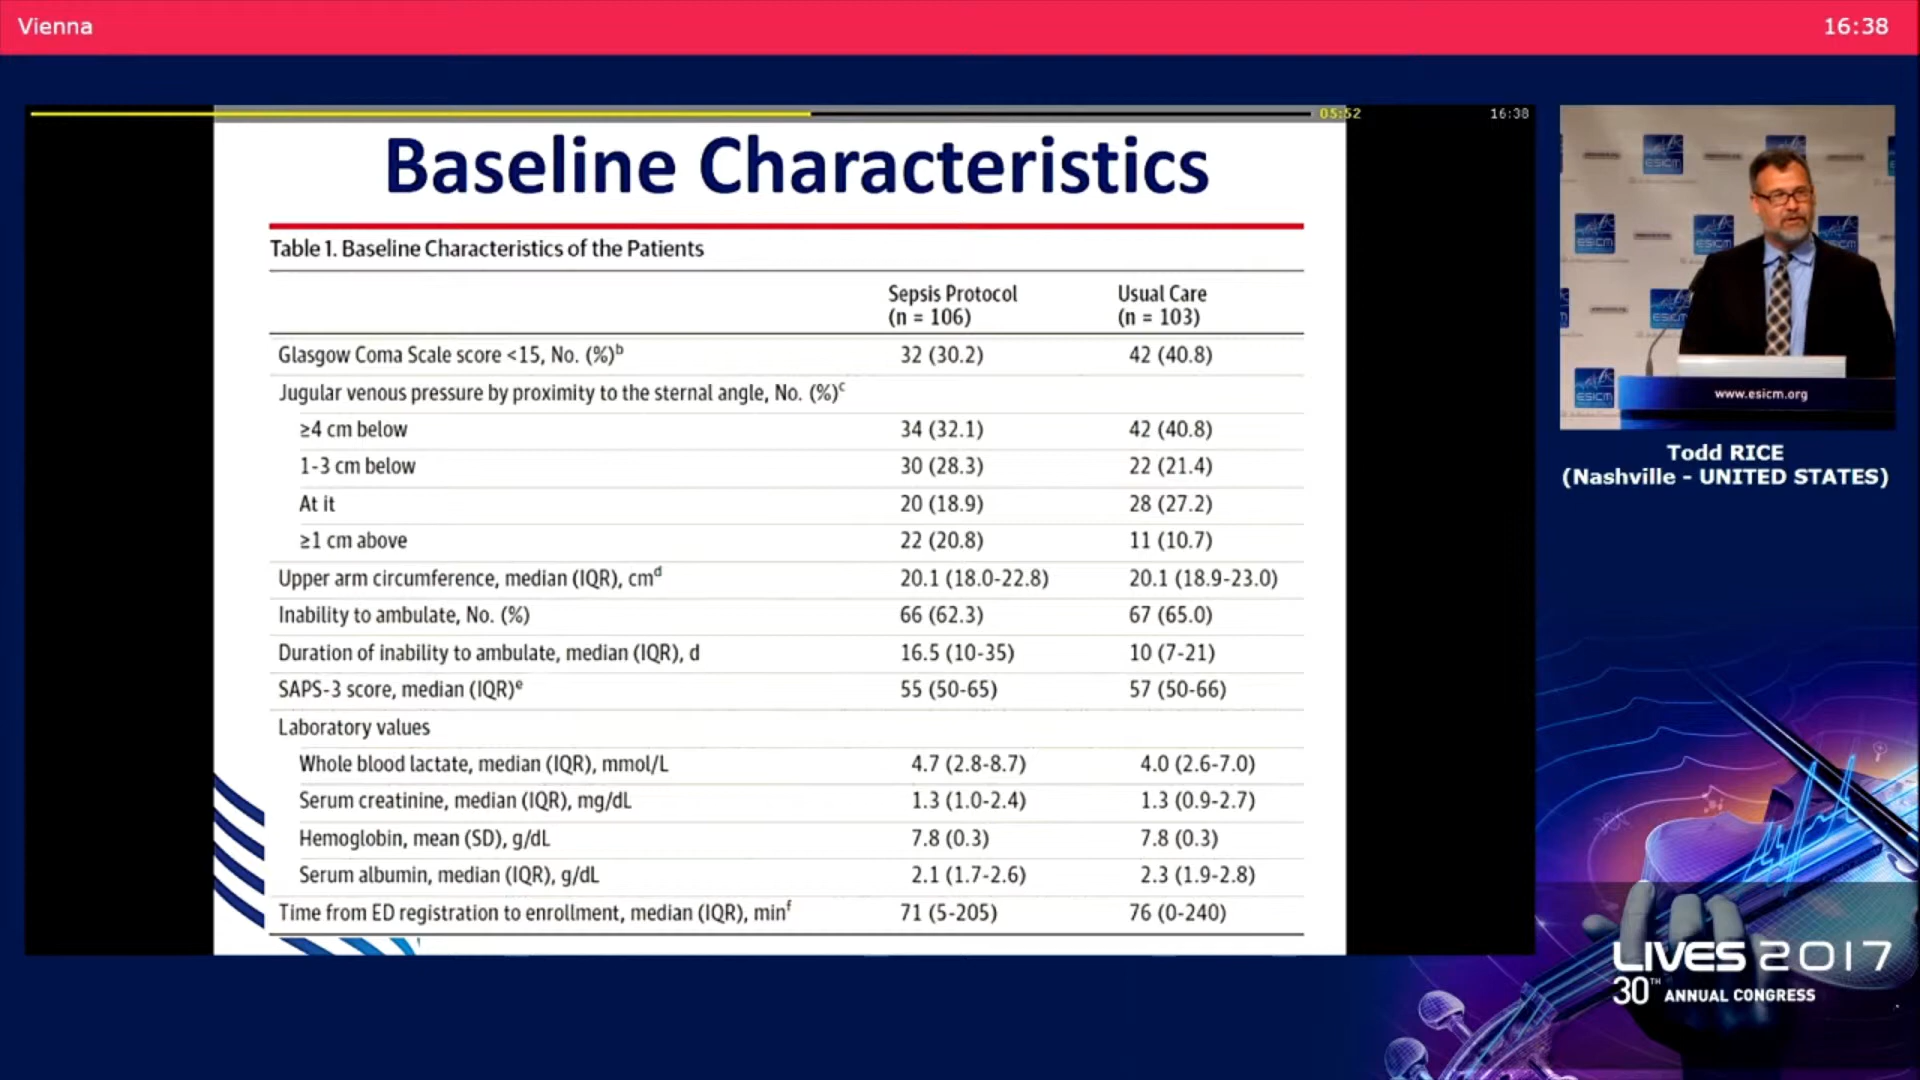 Vienna
16:38
05:52
16:38
Baseline Characteristics
Table 1. Baseline Characteristics of the Patients
Sepsis Protocol (n = 106)
Usual Care (n = 103)
Glasgow Coma Scale score <15, No. (%)b 32 (30.2) 42 (40.8)
Jugular venous pressure by proximity to the sternal angle, No. (%)c
≥4 cm below 34 (32.1) 42 (40.8)
1-3 cm below 30 (28.3) 22 (21.4)
At it 20 (18.9) 28 (27.2)
≥1 cm above 22 (20.8) 11 (10.7)
Upper arm circumference, median (IQR), cmd 20.1 (18.0-22.8) 20.1 (18.9-23.0)
Inability to ambulate, No. (%) 66 (62.3) 67 (65.0)
Duration of inability to ambulate, median (IQR), d 16.5 (10-35) 10 (7-21)
SAPS-3 score, median (IQR)e 55 (50-65) 57 (50-66)
Laboratory values
Whole blood lactate, median (IQR), mmol/L 4.7 (2.8-8.7) 4.0 (2.6-7.0)
Serum creatinine, median (IQR), mg/dL 1.3 (1.0-2.4) 1.3 (0.9-2.7)
Hemoglobin, mean (SD), g/dL 7.8 (0.3) 7.8 (0.3)
Serum albumin, median (IQR), g/dL 2.1 (1.7-2.6) 2.3 (1.9-2.8)
Time from ED registration to enrollment, median (IQR), minf 71 (5-205) 76 (0-240)
ESICM
ESICM
ESICM
ESICM
ESICM
ESICM
www.esicm.org
Todd RICE
(Nashville - UNITED STATES)
LIVES 2017
30TH ANNUAL CONGRESS